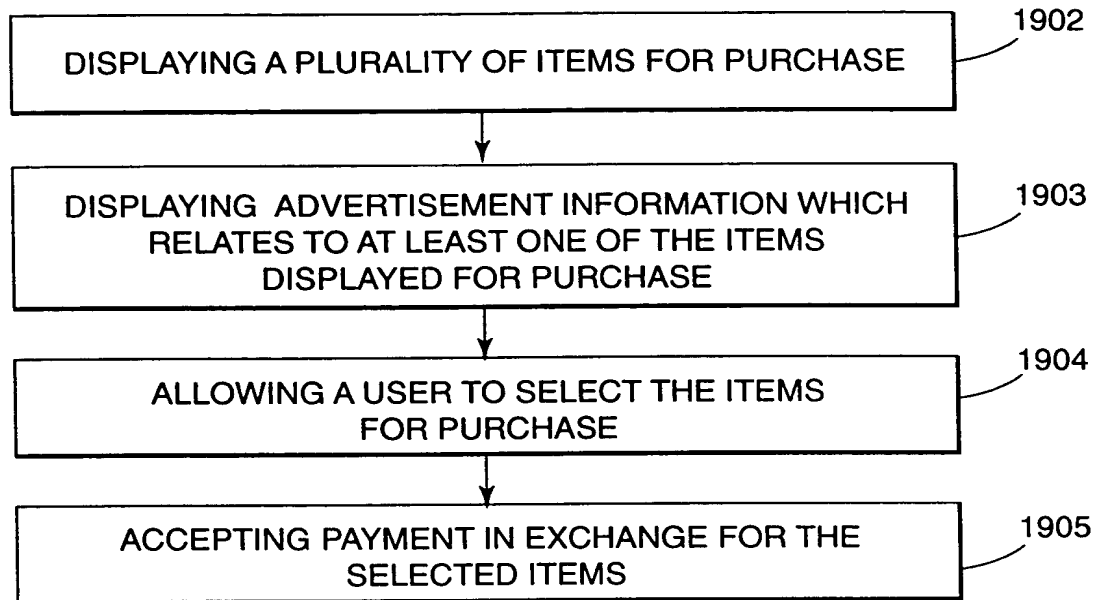 1902
DISPLAYING A PLURALITY OF ITEMS FOR PURCHASE
1903
DISPLAYING ADVERTISEMENT INFORMATION WHICH
RELATES TO AT LEAST ONE OF THE ITEMS
DISPLAYED FOR PURCHASE
1904
ALLOWING A USER TO SELECT THE ITEMS
FOR PURCHASE
1905
ACCEPTING PAYMENT IN EXCHANGE FOR THE
SELECTED ITEMS